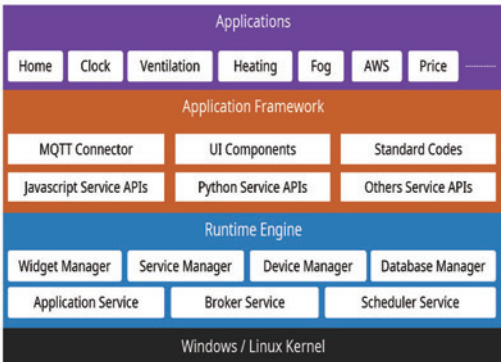 Applications
Home Clock Ventilation Heating Fog AWS Price
Application Framework
MQTT Connector UI Components Standard Codes
Javascript Service APIs Python Service APIs Others Service APIs
Runtime Engine
Widget Manager Service Manager Device Manager Database Manager
Application Service Broker Service Scheduler Service
Windows / Linux Kernel